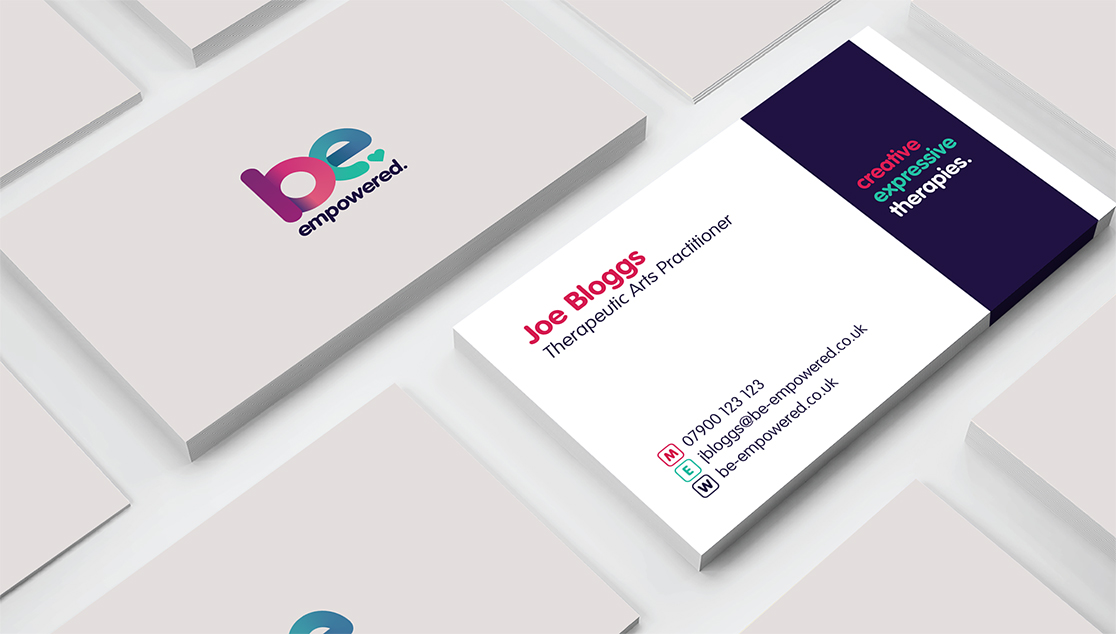 be
empowered.
creative
expressive
therapies.
Joe Bloggs
Therapeutic Arts Practitioner
M 07900 123 123
E jbloggs@be-empowered.co.uk
W be-empowered.co.uk
e